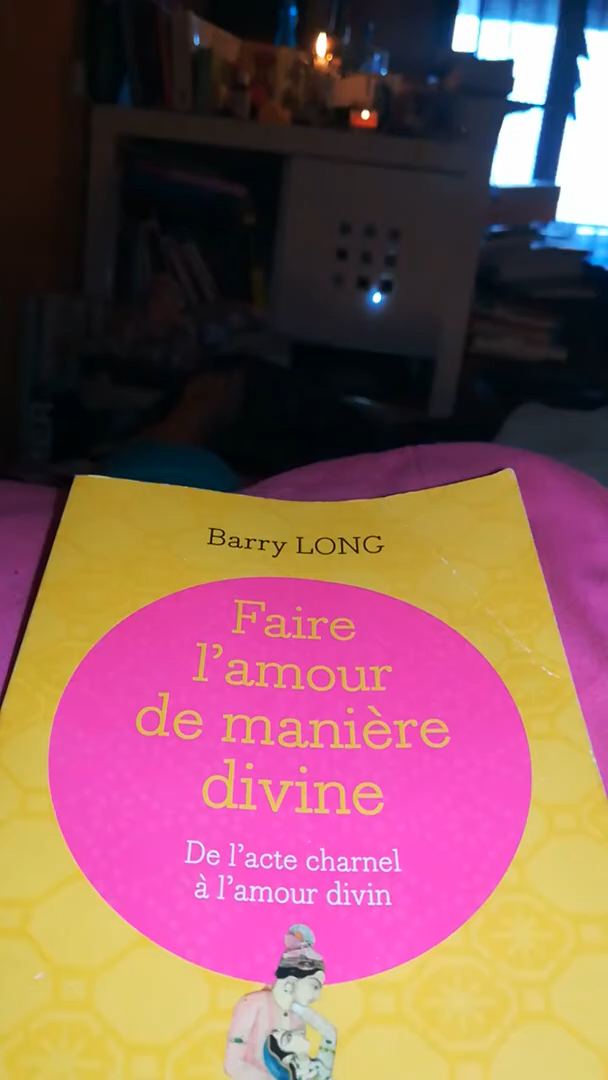 Barry LONG
Faire
l'amour
de manière
divine
De l'acte charnel
à l'amour divin